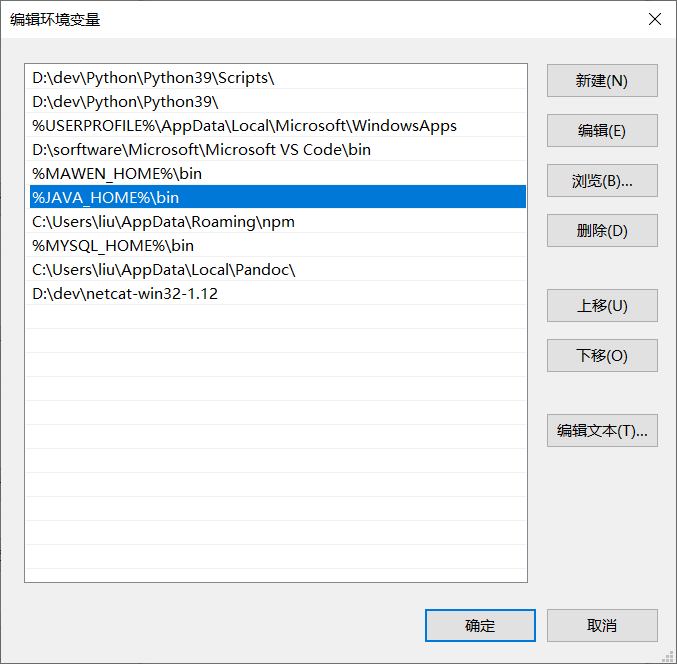 编辑环境变量
D:\dev\Python\Python39\Scripts\
D:\dev\Python\Python39\
%USERPROFILE%\AppData\Local\Microsoft\WindowsApps
D:\sorftware\Microsoft\Microsoft VS Code\bin
%MAWEN_HOME%\bin
%JAVA_HOME%\bin
C:\Users\liu\AppData\Roaming\npm
%MYSQL_HOME%\bin
C:\Users\liu\AppData\Local\Pandoc\
D:\dev\netcat-win32-1.12
新建(N)
编辑(E)
浏览(B)...
删除(D)
上移(U)
下移(O)
编辑文本(T)...
确定
取消